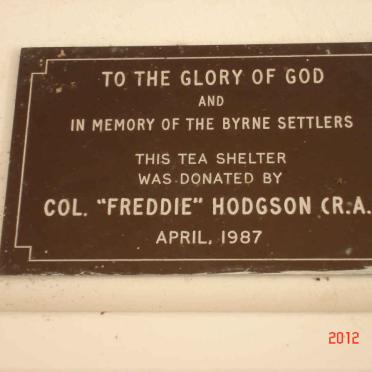 TO THE GLORY OF GOD
AND
IN MEMORY OF THE BYRNE SETTLERS
THIS TEA SHELTER
WAS DONATED BY
COL. "FREDDIE" HODGSON (R.A.
APRIL, 1987
2012